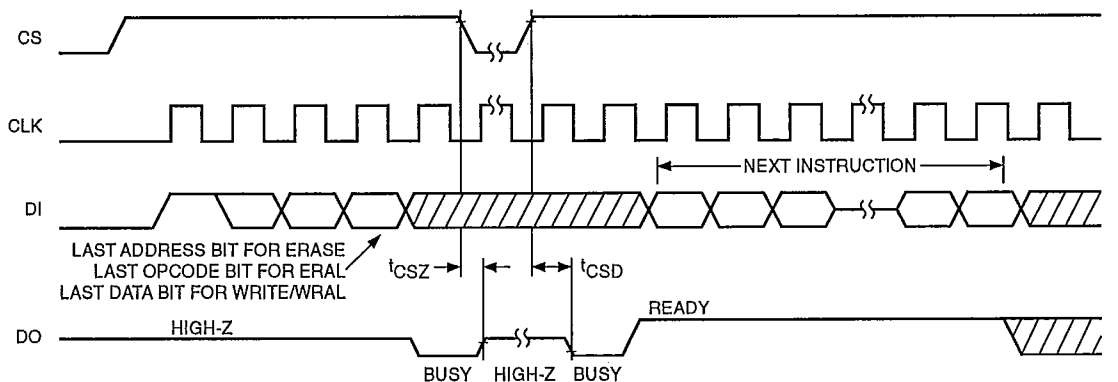 CS
CLK
NEXT INSTRUCTION
DI
LAST ADDRESS BIT FOR ERASE
LAST OPCODE BIT FOR ERAL
LAST DATA BIT FOR WRITE/WRAL
tCSZ
tCSD
READY
HIGH-Z
DO
BUSY HIGH-Z BUSY